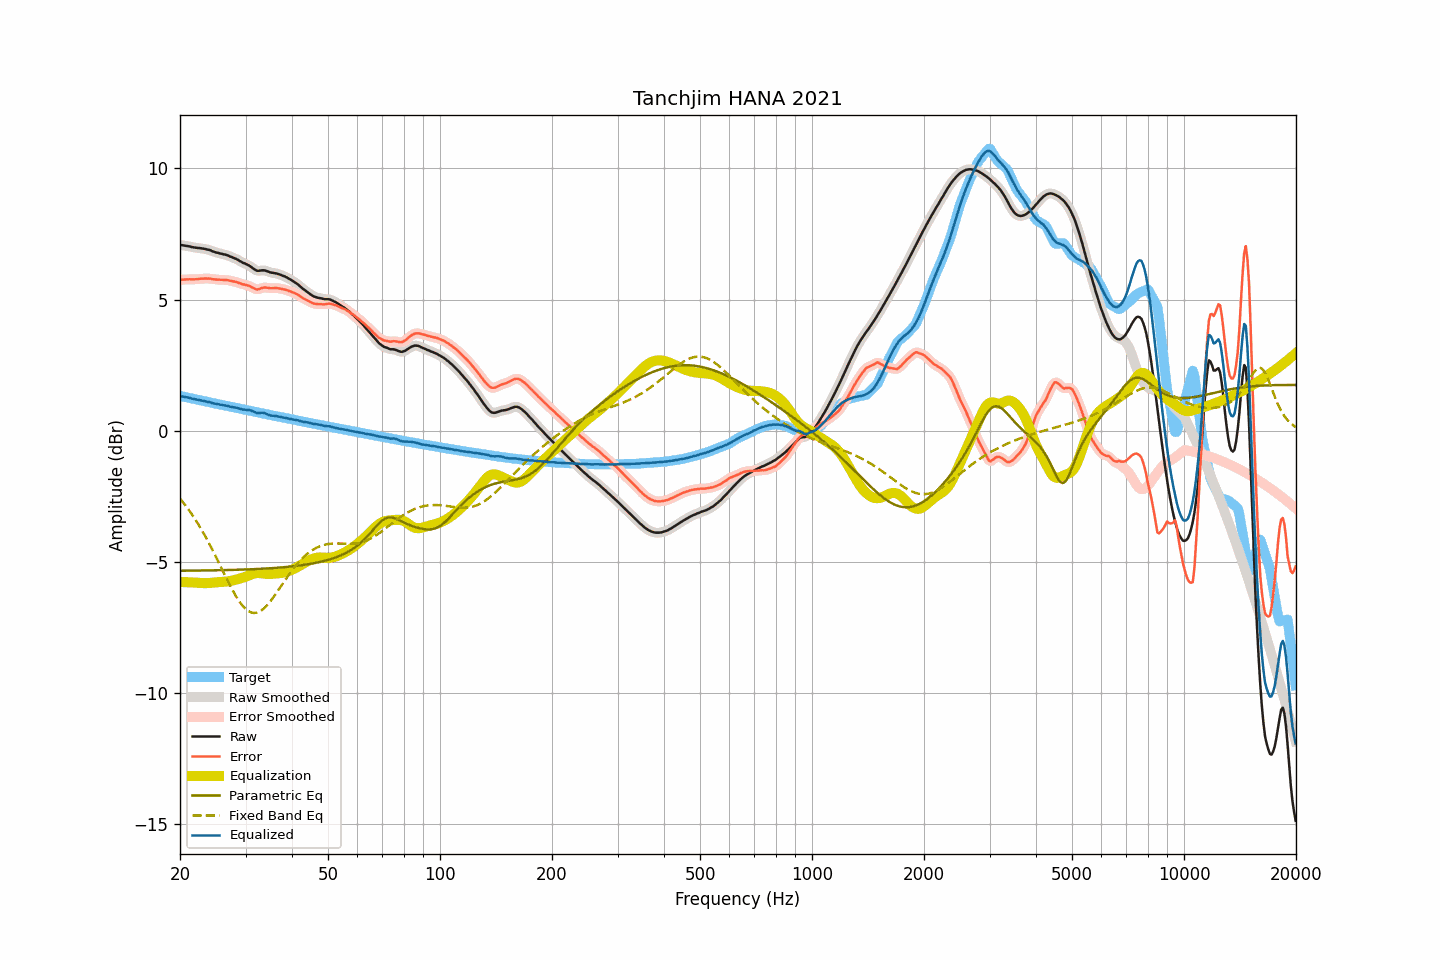 Tanchjim HANA 2021
Amplitude (dBr)
10
5
0
−5
−10
−15
Target
Raw Smoothed
Error Smoothed
Raw
Error
Equalization
Parametric Eq
Fixed Band Eq
Equalized
20 50 100 200 500 1000 2000 5000 10000 20000
Frequency (Hz)